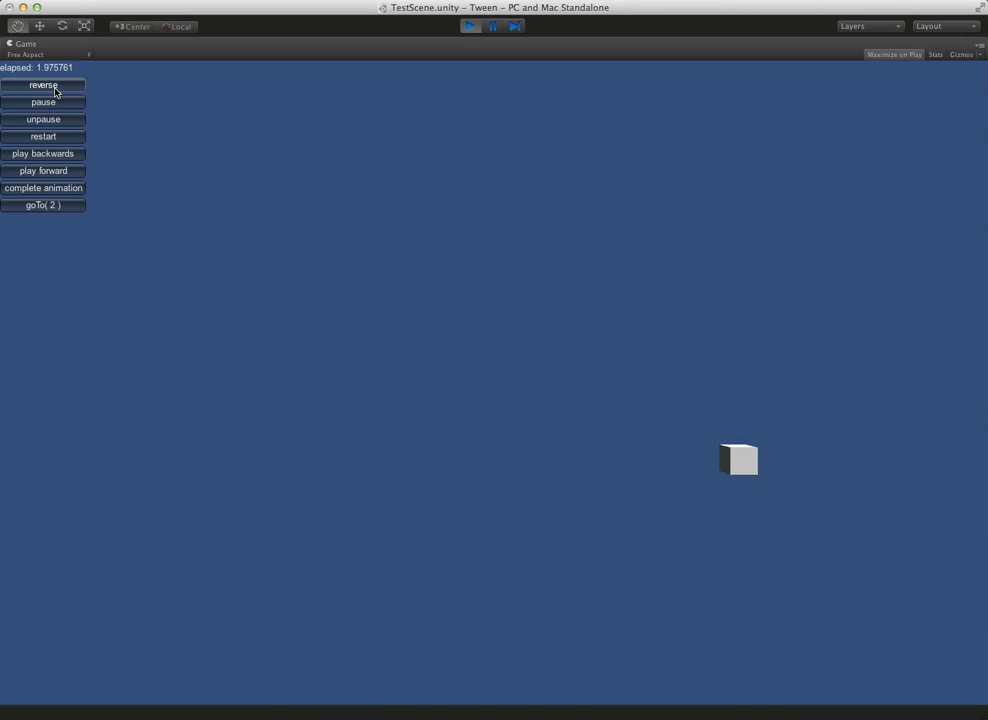 TestScene.unity – Tween – PC and Mac Standalone
Center Local Layers Layout
Game
Free Aspect Maximize on Play Stats Gizmos
elapsed: 1.975761
reverse
pause
unpause
restart
play backwards
play forward
complete animation
goTo( 2 )